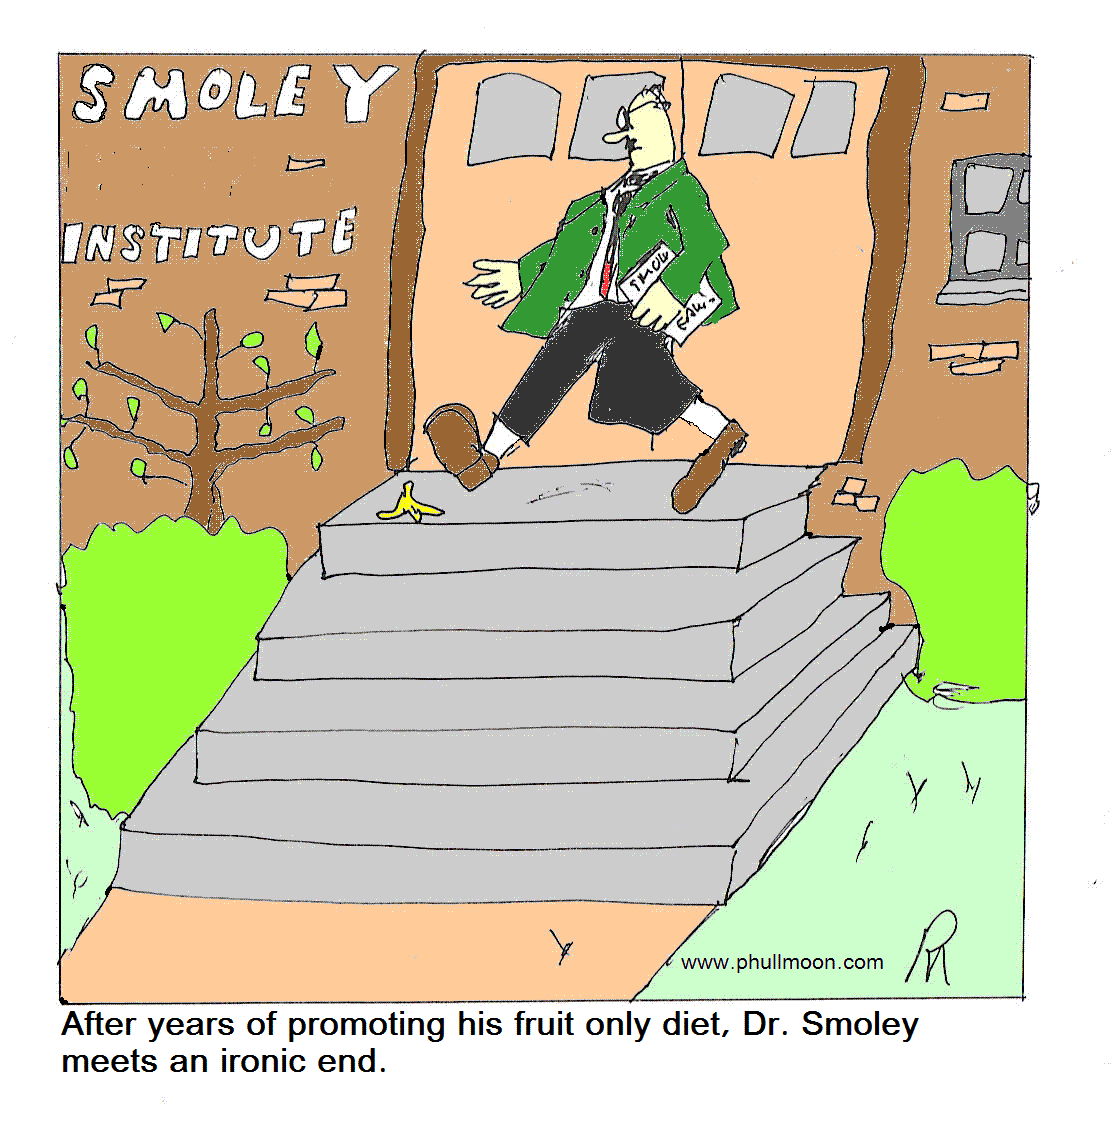 SMOLEY
INSTITUTE
www.phullmoon.com
After years of promoting his fruit only diet, Dr. Smoley
meets an ironic end.